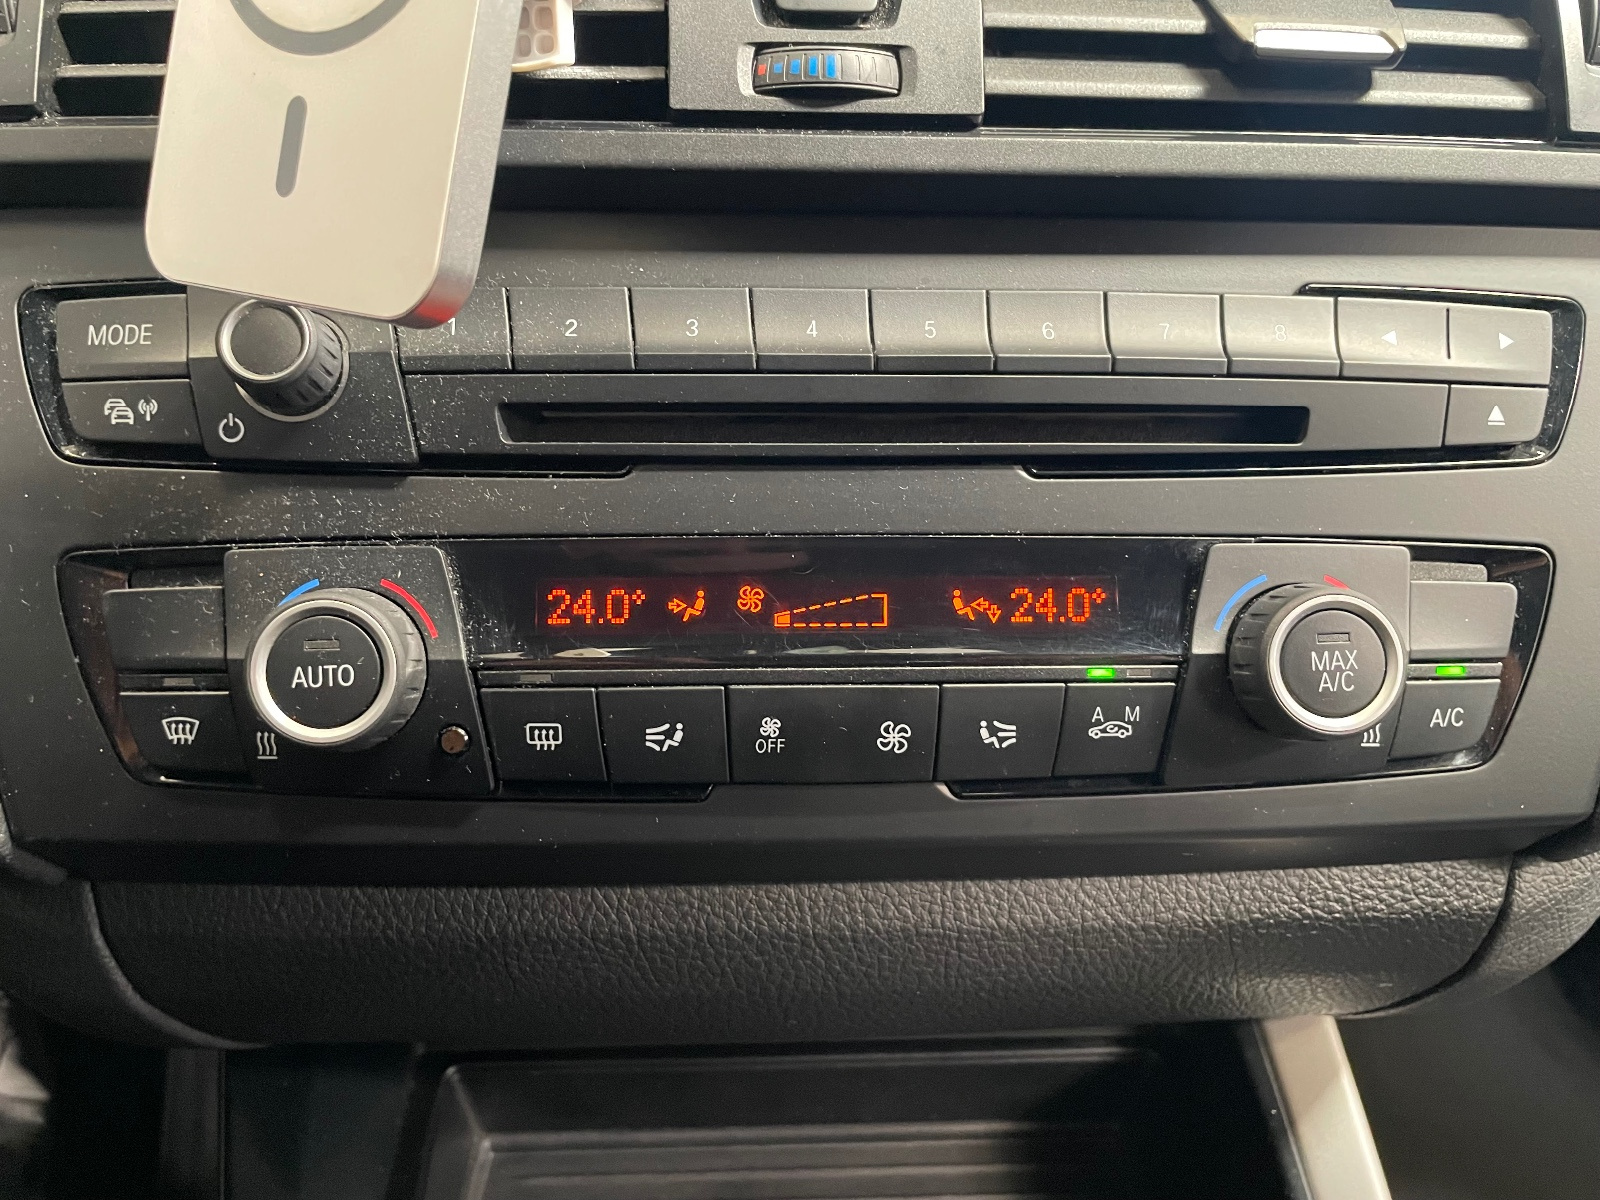 MODE
1 2 3 4 5 6 7 8
24.0° 24.0°
AUTO
MAX
A/C
OFF
A M
A/C